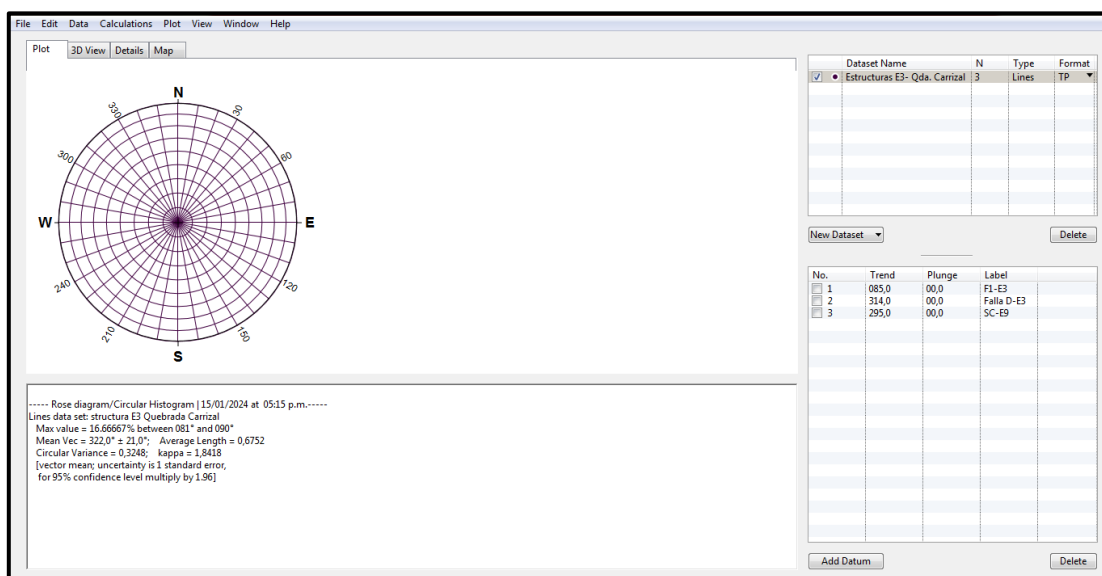 File Edit Data Calculations Plot View Window Help
Plot 3D View Details Map
N
30
60
E
120
150
S
210
240
W
300
330
----- Rose diagram/Circular Histogram | 15/01/2024 at 05:15 p.m.-----
Lines data set: structura E3 Quebrada Carrizal
Max value = 16.66667% between 081° and 090°
Mean Vec = 322,0° ± 21,0°; Average Length = 0,6752
Circular Variance = 0,3248; kappa = 1,8418
[vector mean; uncertainty is 1 standard error,
for 95% confidence level multiply by 1.96]
Dataset Name N Type Format
Estructuras E3- Qda. Carrizal 3 Lines TP
New Dataset Delete
No. Trend Plunge Label
1 085,0 00,0 F1-E3
2 314,0 00,0 Falla D-E3
3 295,0 00,0 SC-E9
Add Datum Delete